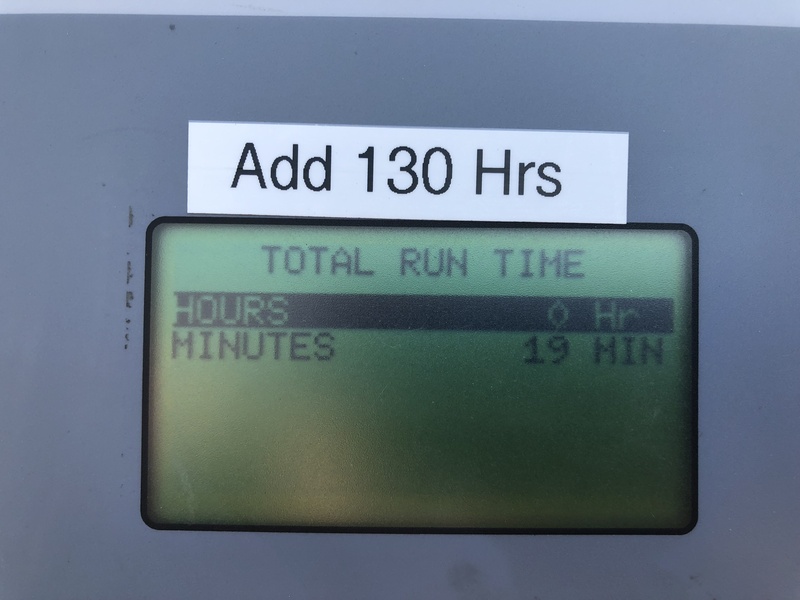 Add 130 Hrs
TOTAL RUN TIME
HOURS 0 Hr
MINUTES 19 MIN